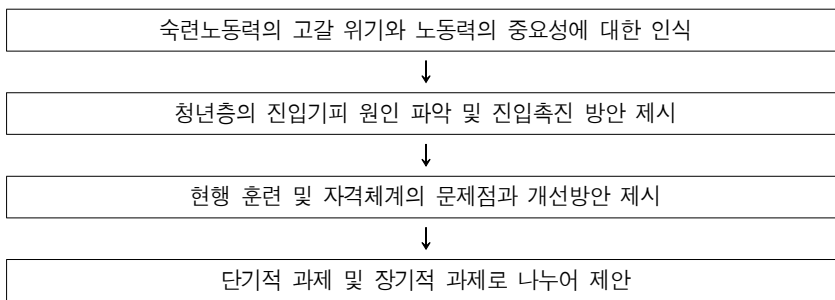 숙련노동력의 고갈 위기와 노동력의 중요성에 대한 인식
청년층의 진입기피 원인 파악 및 진입촉진 방안 제시
현행 훈련 및 자격체계의 문제점과 개선방안 제시
단기적 과제 및 장기적 과제로 나누어 제안